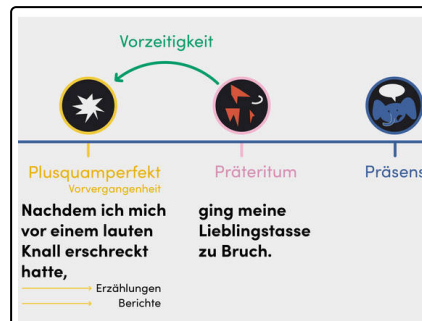 Vorzeitigkeit
Plusquamperfekt
Vorvergangenheit
Nachdem ich mich
vor einem lauten
Knall erschreckt
hatte,
Erzählungen
Berichte
Präteritum
ging meine
Lieblingstasse
zu Bruch.
Präsens